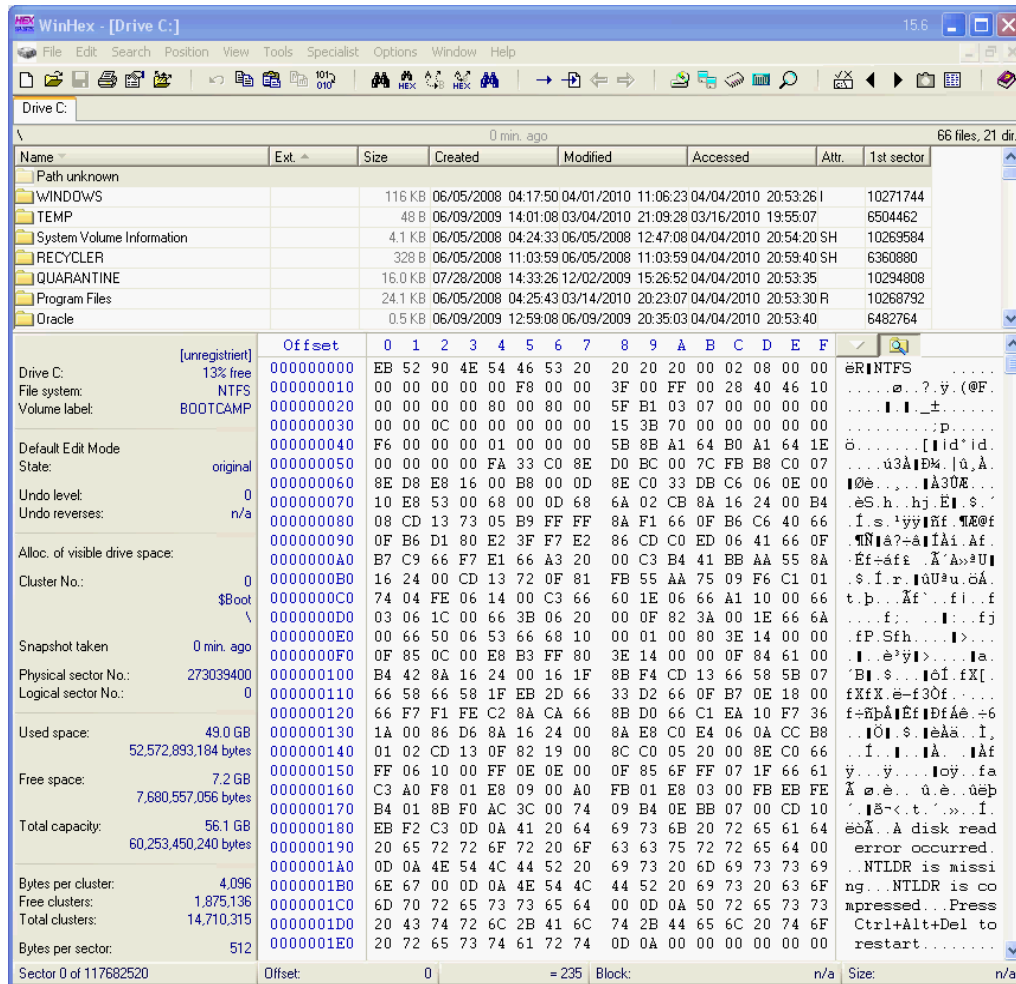 WinHex - [Drive C:] 15.6
File Edit Search Position View Tools Specialist Options Window Help
Drive C:
\ 0 min. ago 66 files, 21 dir.
Name Ext. Size Created Modified Accessed Attr. 1st sector
Path unknown
WINDOWS 116 KB 06/05/2008 04:17:50 04/01/2010 11:06:23 04/04/2010 20:53:26 I 10271744
TEMP 48 B 06/09/2009 14:01:08 03/04/2010 21:09:28 03/16/2010 19:55:07 6504462
System Volume Information 4.1 KB 06/05/2008 04:24:33 06/05/2008 12:47:08 04/04/2010 20:54:20 SH 10269584
RECYCLER 328 B 06/05/2008 11:03:59 06/05/2008 11:03:59 04/04/2010 20:59:40 SH 6360880
QUARANTINE 16.0 KB 07/28/2008 14:33:26 12/02/2009 15:26:52 04/04/2010 20:53:35 10294808
Program Files 24.1 KB 06/05/2008 04:25:43 03/14/2010 20:23:07 04/04/2010 20:53:30 R 10268792
Oracle 0.5 KB 06/09/2009 12:59:08 06/09/2009 20:35:03 04/04/2010 20:53:40 6482764
[unregistriert]
Drive C: 13% free
File system: NTFS
Volume label: BOOTCAMP
Default Edit Mode
State: original
Undo level: 0
Undo reverses: n/a
Alloc. of visible drive space:
Cluster No.: 0
$Boot
\
Snapshot taken 0 min. ago
Physical sector No.: 273039400
Logical sector No.: 0
Used space: 49.0 GB
52,572,893,184 bytes
Free space: 7.2 GB
7,680,557,056 bytes
Total capacity: 56.1 GB
60,253,450,240 bytes
Bytes per cluster: 4,096
Free clusters: 1,875,136
Total clusters: 14,710,315
Bytes per sector: 512
Offset 0 1 2 3 4 5 6 7 8 9 A B C D E F
000000000 EB 52 90 4E 54 46 53 20 20 20 20 00 02 08 00 00
000000010 00 00 00 00 00 F8 00 00 3F 00 FF 00 28 40 46 10
000000020 00 00 00 00 80 00 80 00 5F B1 03 07 00 00 00 00
000000030 00 00 0C 00 00 00 00 00 15 3B 70 00 00 00 00 00
000000040 F6 00 00 00 01 00 00 00 5B 8B A1 64 B0 A1 64 1E
000000050 00 00 00 00 FA 33 C0 8E D0 BC 00 7C FB B8 C0 07
000000060 8E D8 E8 16 00 B8 00 0D 8E C0 33 DB C6 06 0E 00
000000070 10 E8 53 00 68 00 0D 68 6A 02 CB 8A 16 24 00 B4
000000080 08 CD 13 73 05 B9 FF FF 8A F1 66 0F B6 C6 40 66
000000090 0F B6 D1 80 E2 3F F7 E2 86 CD C0 ED 06 41 66 0F
0000000A0 B7 C9 66 F7 E1 66 A3 20 00 C3 B4 41 BB AA 55 8A
0000000B0 16 24 00 CD 13 72 0F 81 FB 55 AA 75 09 F6 C1 01
0000000C0 74 04 FE 06 14 00 C3 66 60 1E 06 66 A1 10 00 66
0000000D0 03 06 1C 00 66 3B 06 20 00 0F 82 3A 00 1E 66 6A
0000000E0 00 66 50 06 53 66 68 10 00 01 00 80 3E 14 00 00
0000000F0 0F 85 0C 00 E8 B3 FF 80 3E 14 00 00 0F 84 61 00
000000100 B4 42 8A 16 24 00 16 1F 8B F4 CD 13 66 58 5B 07
000000110 66 58 66 58 1F EB 2D 66 33 D2 66 0F B7 0E 18 00
000000120 66 F7 F1 FE C2 8A CA 66 8B D0 66 C1 EA 10 F7 36
000000130 1A 00 86 D6 8A 16 24 00 8A E8 C0 E4 06 0A CC B8
000000140 01 02 CD 13 0F 82 19 00 8C C0 05 20 00 8E C0 66
000000150 FF 06 10 00 FF 0E 0E 00 0F 85 6F FF 07 1F 66 61
000000160 C3 A0 F8 01 E8 09 00 A0 FB 01 E8 03 00 FB EB FE
000000170 B4 01 8B F0 AC 3C 00 74 09 B4 0E BB 07 00 CD 10
000000180 EB F2 C3 0D 0A 41 20 64 69 73 6B 20 72 65 61 64 ëòÃ..A disk read
000000190 20 65 72 72 6F 72 20 6F 63 63 75 72 72 65 64 00 error occurred.
0000001A0 0D 0A 4E 54 4C 44 52 20 69 73 20 6D 69 73 73 69 ..NTLDR is missi
0000001B0 6E 67 00 0D 0A 4E 54 4C 44 52 20 69 73 20 63 6F ng...NTLDR is co
0000001C0 6D 70 72 65 73 73 65 64 00 0D 0A 50 72 65 73 73 mpressed...Press
0000001D0 20 43 74 72 6C 2B 41 6C 74 2B 44 65 6C 20 74 6F Ctrl+Alt+Del to
0000001E0 20 72 65 73 74 61 72 74 0D 0A 00 00 00 00 00 00 restart........
Sector 0 of 117682520 Offset: 0 = 235 Block: n/a Size: n/a